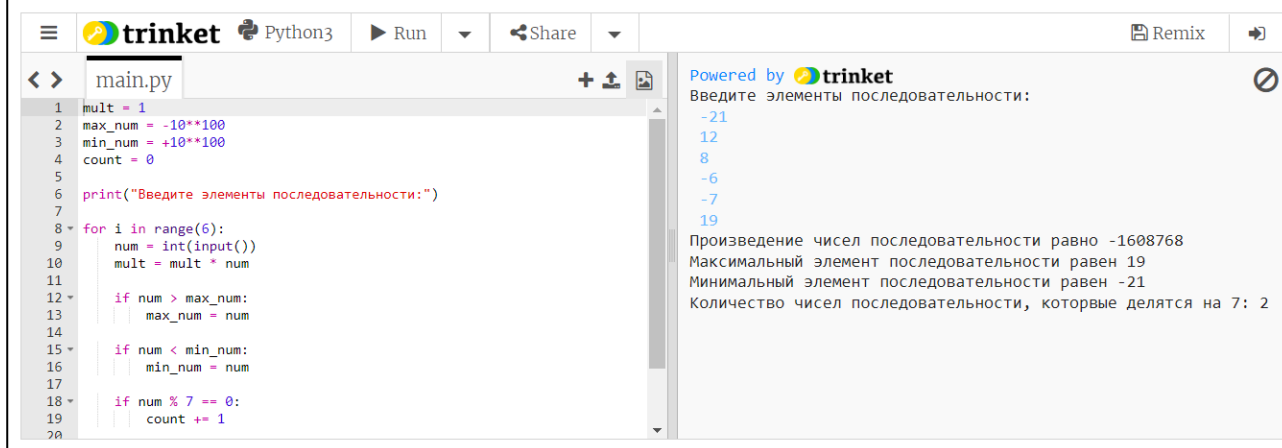 trinket Python3 Run Share Remix
main.py
1 mult = 1
2 max_num = -10**100
3 min_num = +10**100
4 count = 0
5
6 print("Введите элементы последовательности:")
7
8 for i in range(6):
9 num = int(input())
10 mult = mult * num
11
12 if num > max_num:
13 max_num = num
14
15 if num < min_num:
16 min_num = num
17
18 if num % 7 == 0:
19 count += 1
20
Powered by trinket
Введите элементы последовательности:
-21
12
8
-6
-7
19
Произведение чисел последовательности равно -1608768
Максимальный элемент последовательности равен 19
Минимальный элемент последовательности равен -21
Количество чисел последовательности, которвые делятся на 7: 2